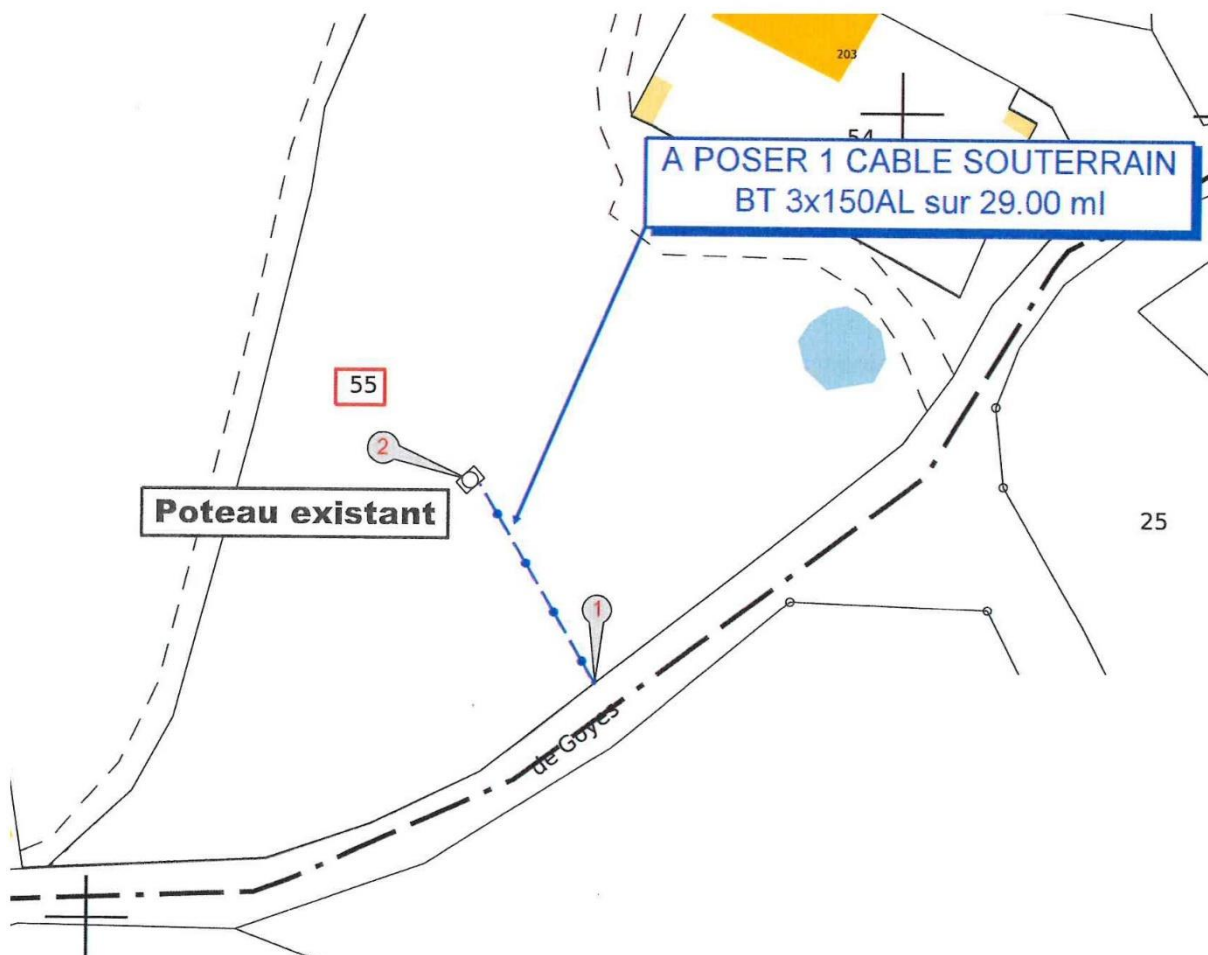 203
54
A POSER 1 CABLE SOUTERRAIN
BT 3x150AL sur 29.00 ml
55
2
Poteau existant
25
1
de Goyes